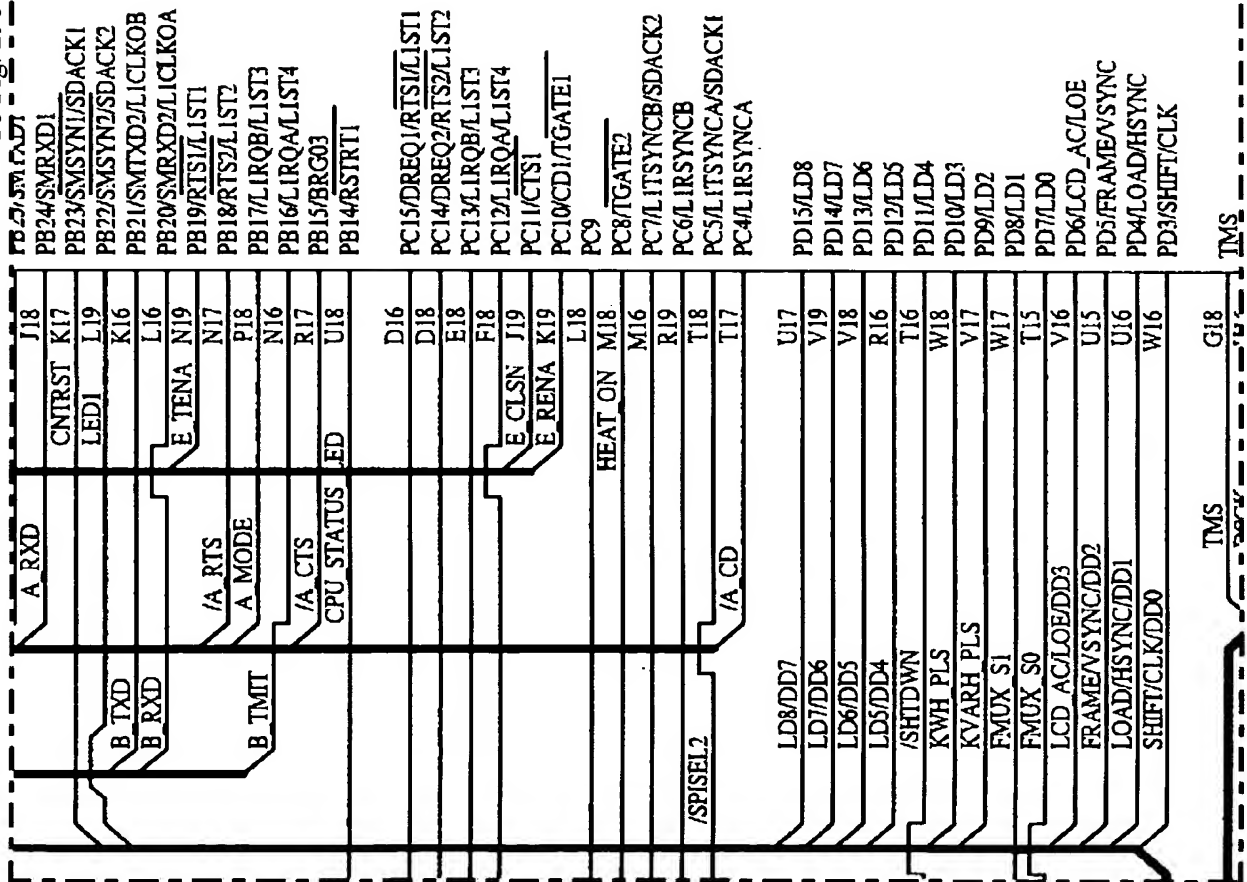 PB24/SMRXD1
PB23/SMSYN1/SDACK1
PB22/SMSYN2/SDACK2
PB21/SMTXD2/L1CLKOB
PB20/SMRXD2/L1CLKOA
PB19/RTS1/L1ST1
PB18/RTS2/L1ST2
PB17/L1RQB/L1ST3
PB16/L1RQA/L1ST4
PB15/BRG03
PB14/RSTRT1
PC15/DREQ1/RTS1/L1ST1
PC14/DREQ2/RTS2/L1ST2
PC13/L1RQB/L1ST3
PC12/L1RQA/L1ST4
PC11/CTS1
PC10/CD1/TGATE1
PC9
PC8/TGATE2
PC7/L1TSYNCB/SDACK2
PC6/L1RSYNCB
PC5/L1TSYNCA/SDACK1
PC4/L1RSYNCA
PD15/LD8
PD14/LD7
PD13/LD6
PD12/LD5
PD11/LD4
PD10/LD3
PD9/LD2
PD8/LD1
PD7/LD0
PD6/LCD_AC/LOE
PD5/FRAME/VSYNC
PD4/LOAD/HSYNC
PD3/SHIFT/CLK
TMS
J18
K17
L19
K16
L16
N19
N17
P18
N16
R17
U18
D16
D18
E18
F18
J19
K19
L18
M18
M16
R19
T18
T17
U17
V19
V18
R16
T16
W18
V17
W17
T15
V16
U15
U16
W16
G18
A_RXD
CNTRST
LED1
B_TXD
B_RXD
E_TENA
/A_RTS
A_MODE
B_TMIT
/A_CTS
CPU_STATUS_LED
E_CLSN
E_RENA
HEAT_ON
/SPISEL2
/A_CD
LD8/DD7
LD7/DD6
LD6/DD5
LD5/DD4
/SHTDWN
KWH_PLS
KVARH_PLS
FMUX_S1
FMUX_S0
LCD_AC/LOE/DD3
FRAME/VSYNC/DD2
LOAD/HSYNC/DD1
SHIFT/CLK/DD0
TMS